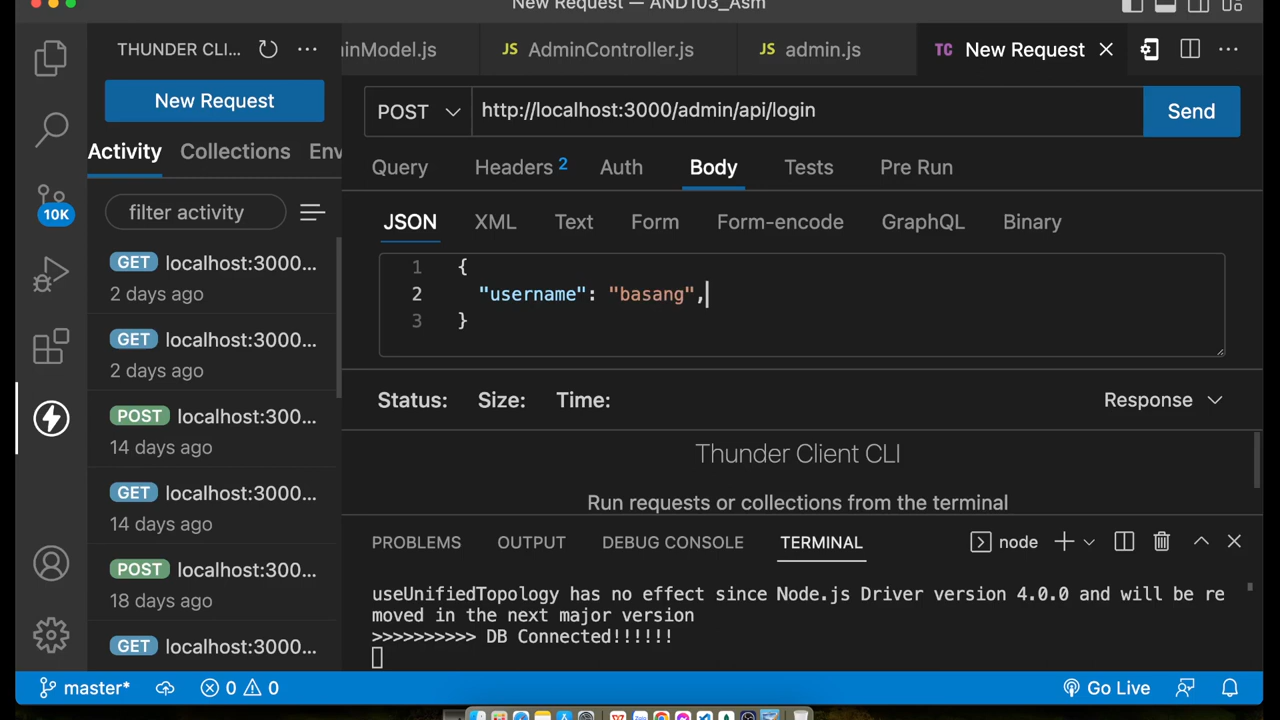 New Request — AND103_Asm
THUNDER CLI...
inModel.js
JS AdminController.js
JS admin.js
TC New Request
New Request
POST
http://localhost:3000/admin/api/login
Send
Activity
Collections
Env
Query
Headers 2
Auth
Body
Tests
Pre Run
filter activity
JSON
XML
Text
Form
Form-encode
GraphQL
Binary
10K
GET localhost:3000...
2 days ago
GET localhost:3000...
2 days ago
POST localhost:300...
14 days ago
GET localhost:3000...
14 days ago
POST localhost:300...
18 days ago
GET localhost:3000...
1 {
2 "username": "basang",
3 }
Status:
Size:
Time:
Response
Thunder Client CLI
Run requests or collections from the terminal
PROBLEMS
OUTPUT
DEBUG CONSOLE
TERMINAL
node
useUnifiedTopology has no effect since Node.js Driver version 4.0.0 and will be re
moved in the next major version
>>>>>>>>>> DB Connected!!!!!!
master*
0
0
Go Live